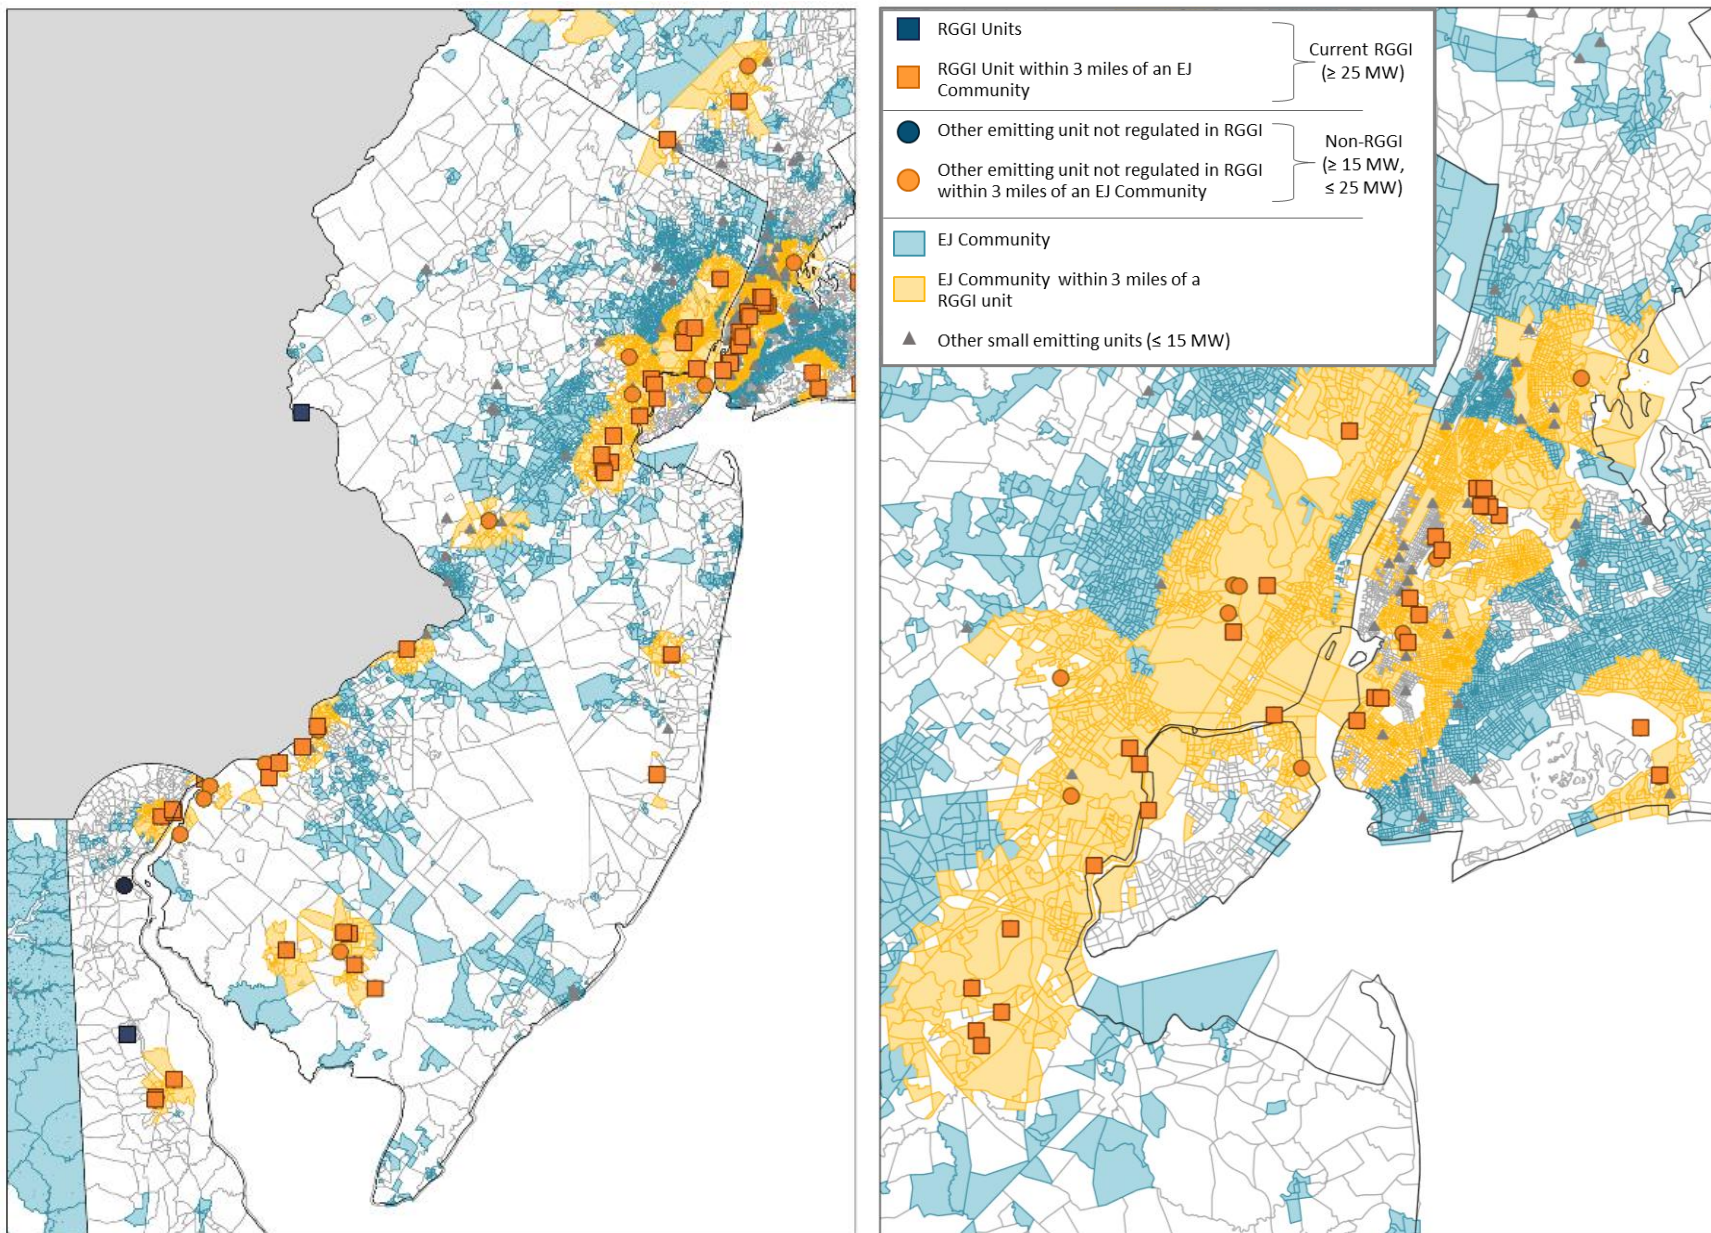 RGGI Units
RGGI Unit within 3 miles of an EJ
Community
Current RGGI
(≥ 25 MW)
Other emitting unit not regulated in RGGI
Other emitting unit not regulated in RGGI
within 3 miles of an EJ Community
Non-RGGI
(≥ 15 MW,
≤ 25 MW)
EJ Community
EJ Community within 3 miles of a
RGGI unit
Other small emitting units (≤ 15 MW)